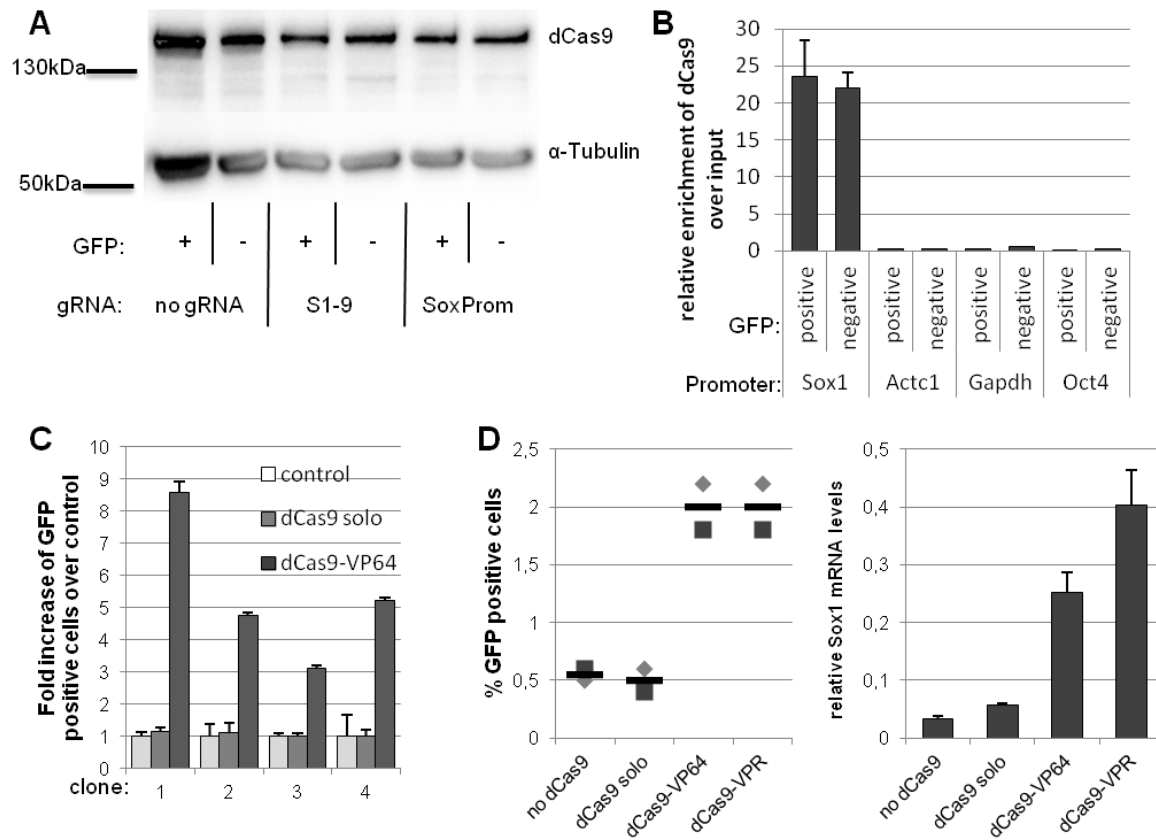 A
dCas9
130kDa
α-Tubulin
50kDa
GFP: + - + - + -
gRNA: no gRNA S1-9 SoxProm
B
relative enrichment of dCas9
over input
30
25
20
15
10
5
0
GFP: positive negative positive negative positive negative positive negative
Promoter: Sox1 Actc1 Gapdh Oct4
C
Fold increase of GFP
positive cells over control
10
9
8
7
6
5
4
3
2
1
0
control
dCas9 solo
dCas9-VP64
clone: 1 2 3 4
D
% GFP positive cells
2,5
2
1,5
1
0,5
0
no dCas9
dCas9 solo
dCas9-VP64
dCas9-VPR
relative Sox1 mRNA levels
0,5
0,4
0,3
0,2
0,1
0
no dCas9
dCas9 solo
dCas9-VP64
dCas9-VPR